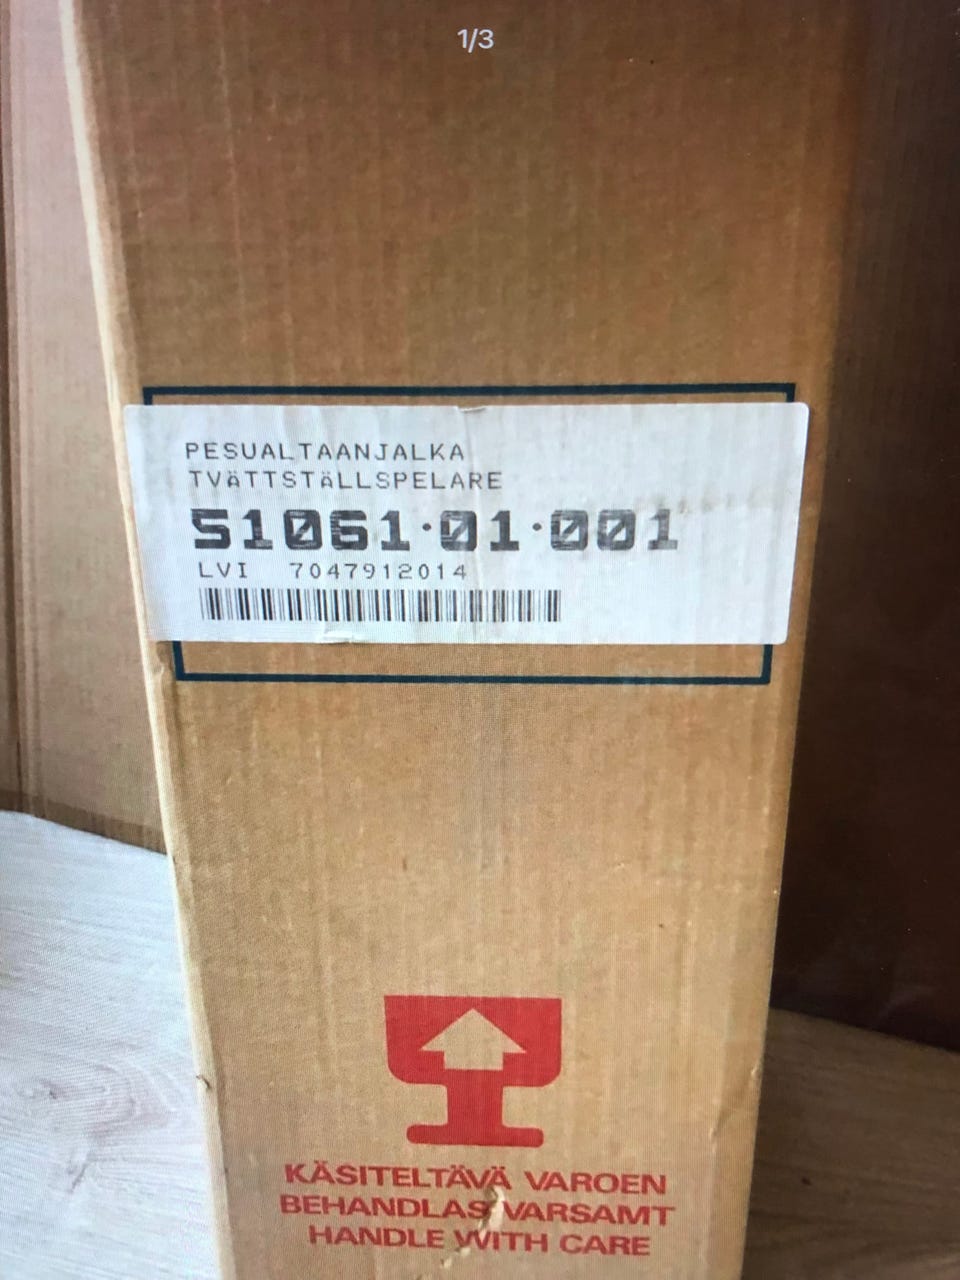 1/3
PESUALTAANJALKA
TVÄTTSTÄLLSPELARE
51061·01·001
LVI 7047912014
KÄSITELTÄVÄ VAROEN
BEHANDLAS VARSAMT
HANDLE WITH CARE